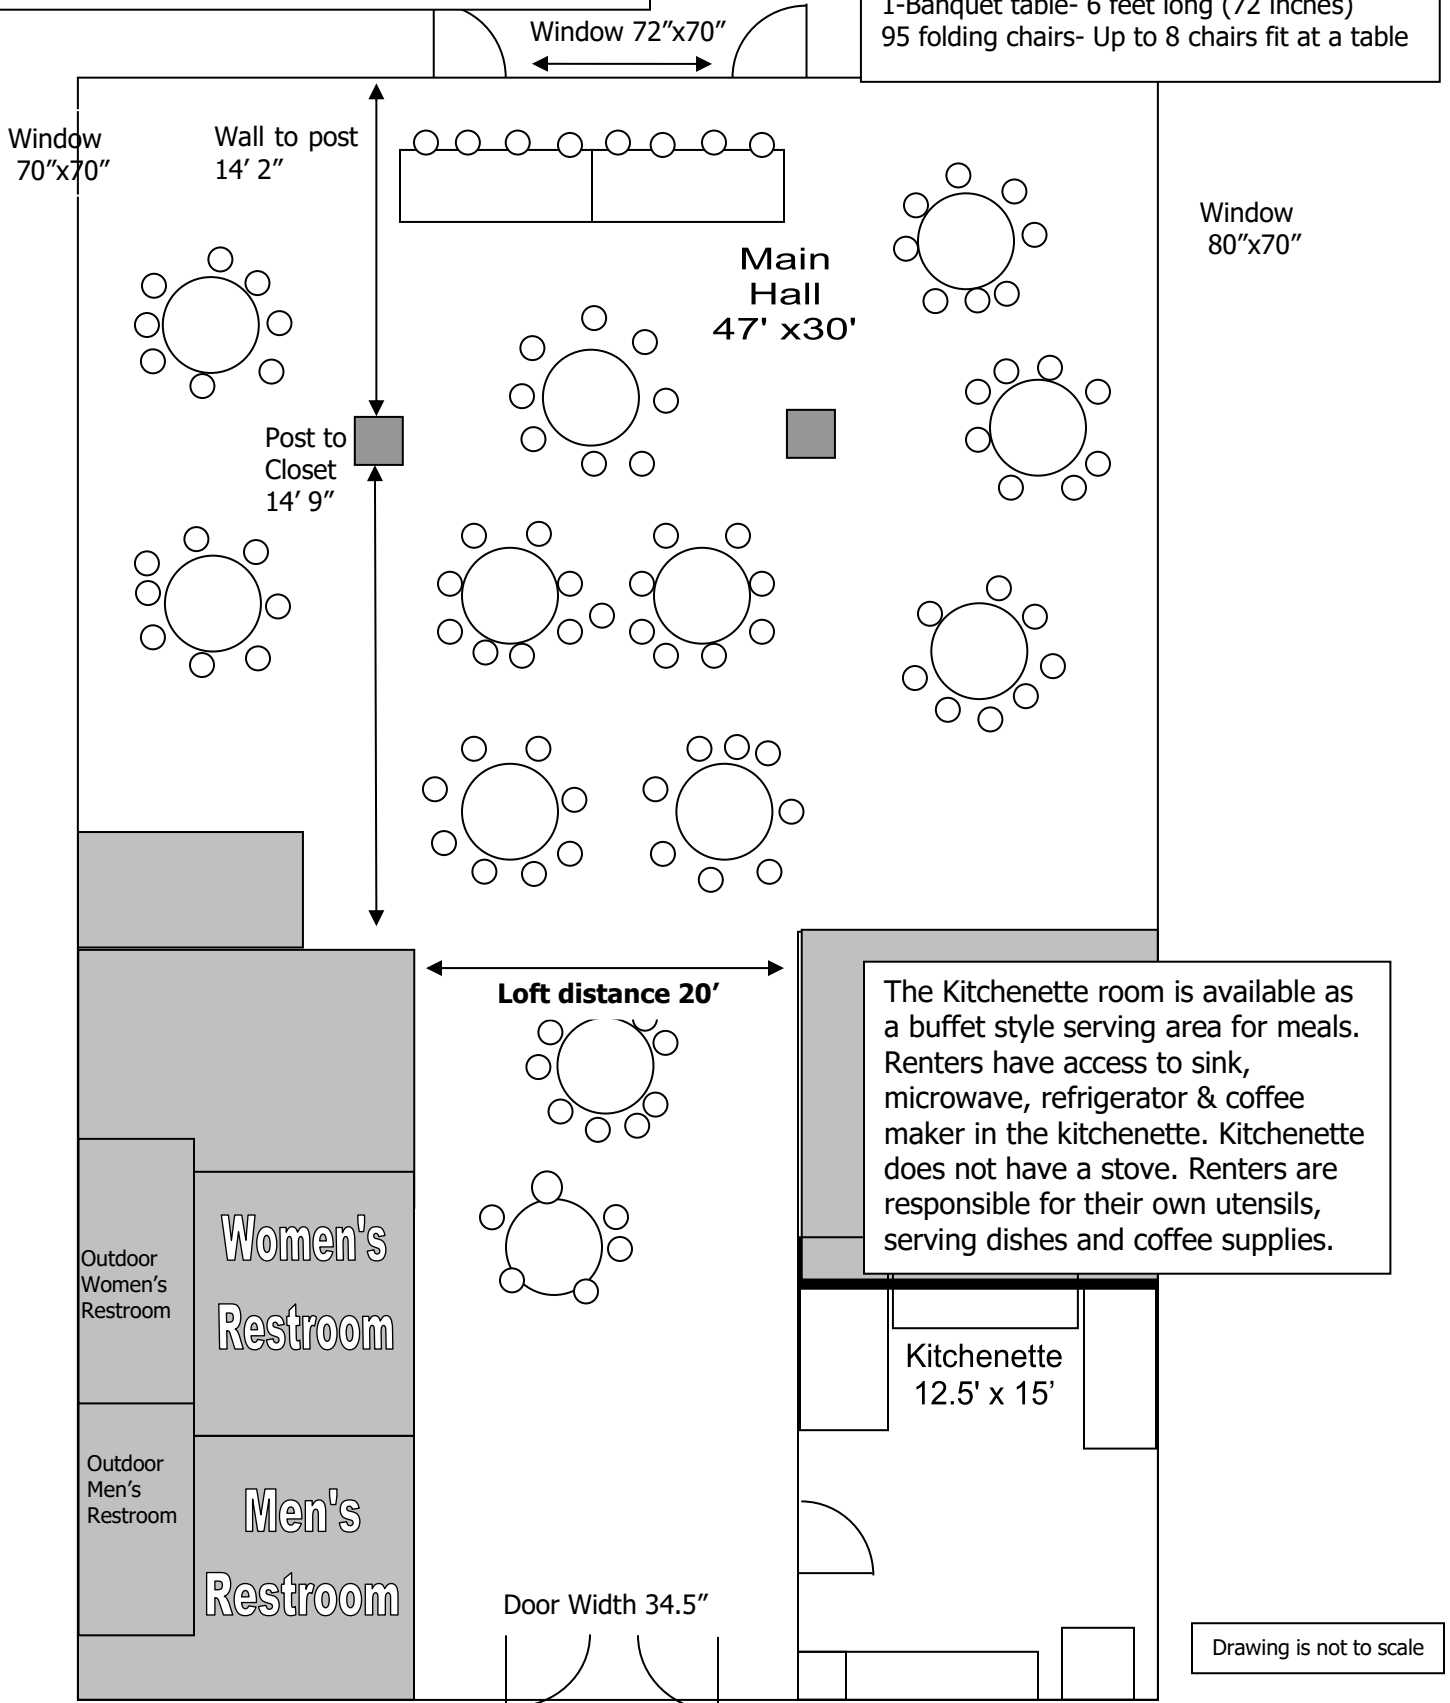 1-Banquet table- 6 feet long (72 inches)
95 folding chairs- Up to 8 chairs fit at a table
Window 72”x70”
Window
70”x70”
Wall to post
14’ 2”
Window
80”x70”
Main
Hall
47' x30'
Post to
Closet
14’ 9”
Loft distance 20’
The Kitchenette room is available as
a buffet style serving area for meals.
Renters have access to sink,
microwave, refrigerator & coffee
maker in the kitchenette. Kitchenette
does not have a stove. Renters are
responsible for their own utensils,
serving dishes and coffee supplies.
Women's
Restroom
Outdoor
Women’s
Restroom
Kitchenette
12.5' x 15’
Outdoor
Men’s
Restroom
Men's
Restroom
Door Width 34.5”
Drawing is not to scale